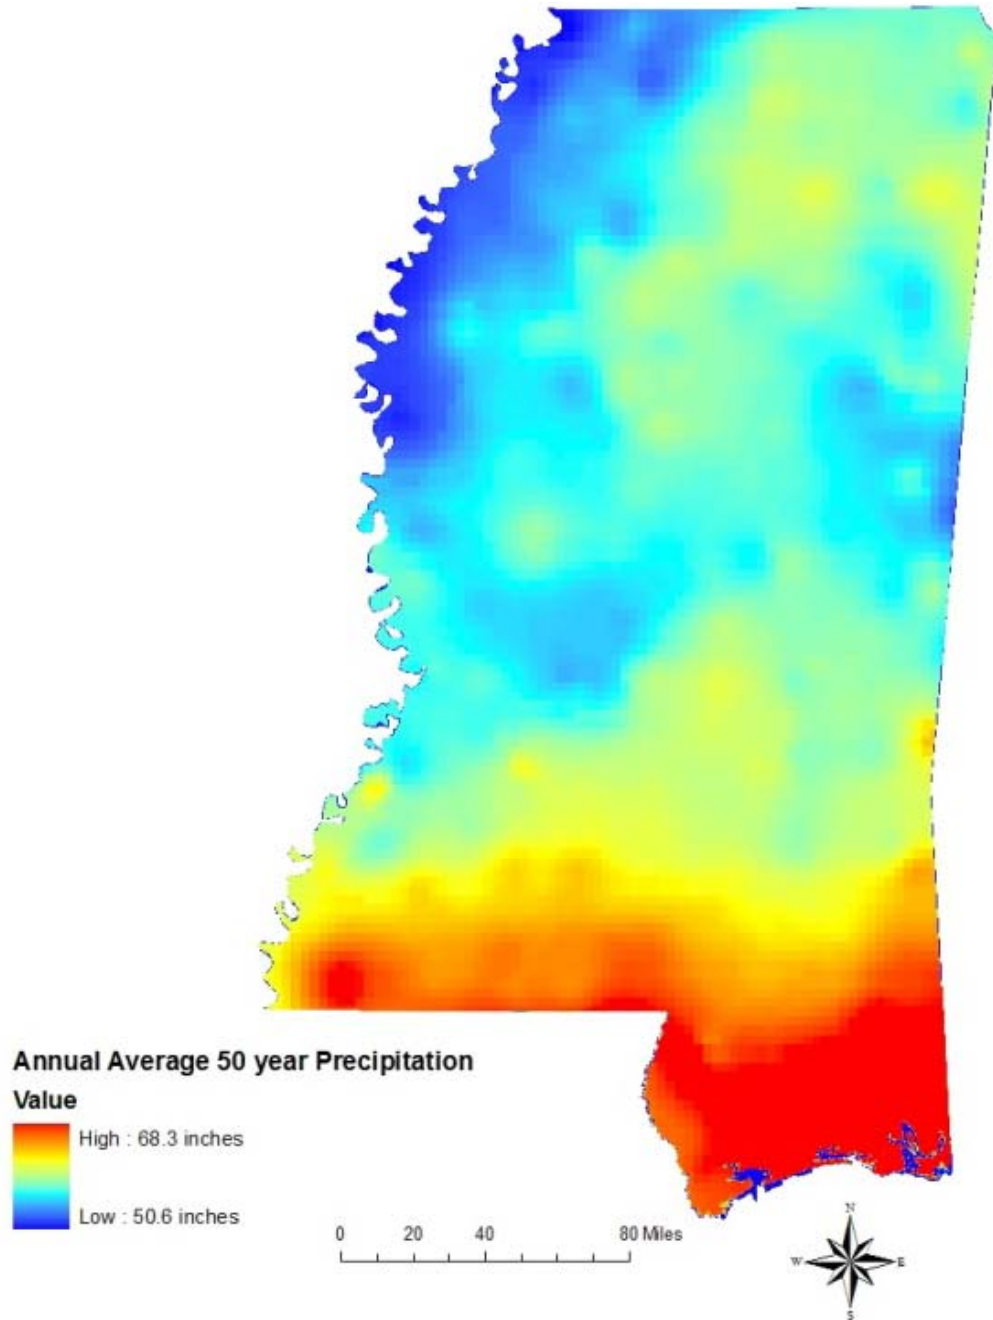 Annual Average 50 year Precipitation
Value
High : 68.3 inches
Low : 50.6 inches
0 20 40 80 Miles
N
W E
S